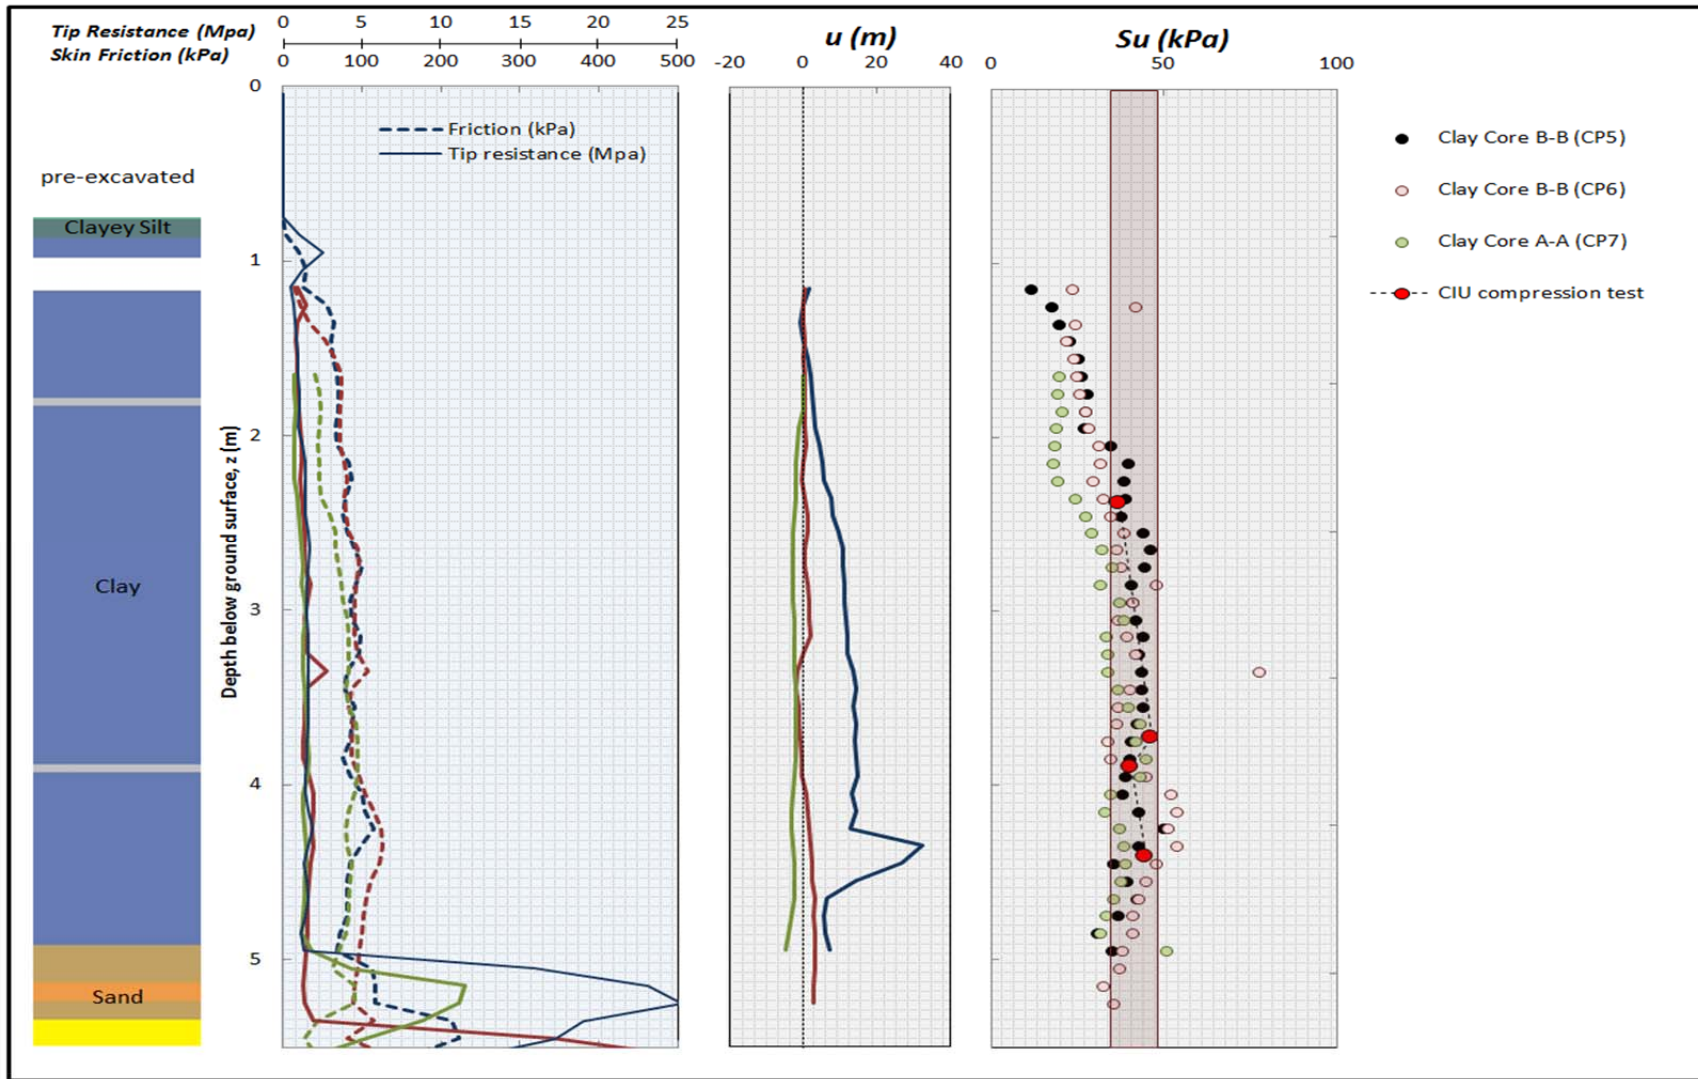 Tip Resistance (Mpa)
Skin Friction (kPa)
0 5 10 15 20 25
0 100 200 300 400 500
u (m)
-20 0 20 40
Su (kPa)
0 50 100
0
1
2
3
4
5
Depth below ground surface, z (m)
Friction (kPa)
Tip resistance (Mpa)
pre-excavated
Clayey Silt
Clay
Sand
Clay Core B-B (CP5)
Clay Core B-B (CP6)
Clay Core A-A (CP7)
CIU compression test